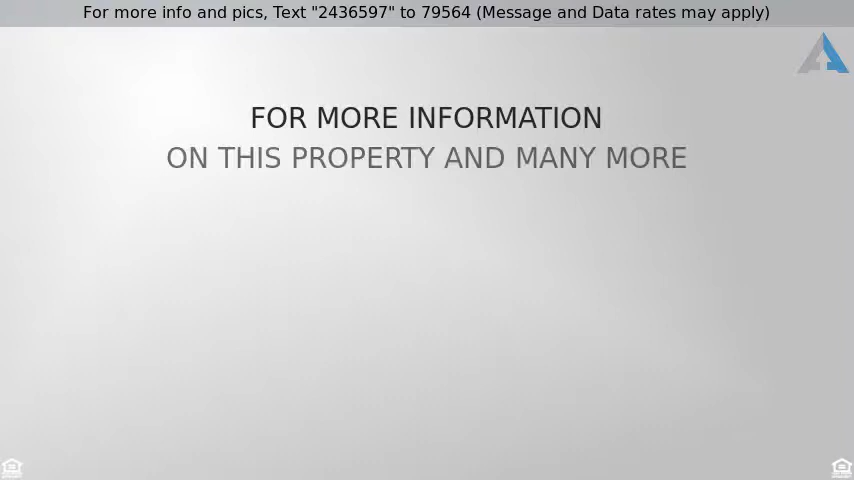 For more info and pics, Text "2436597" to 79564 (Message and Data rates may apply)
FOR MORE INFORMATION
ON THIS PROPERTY AND MANY MORE